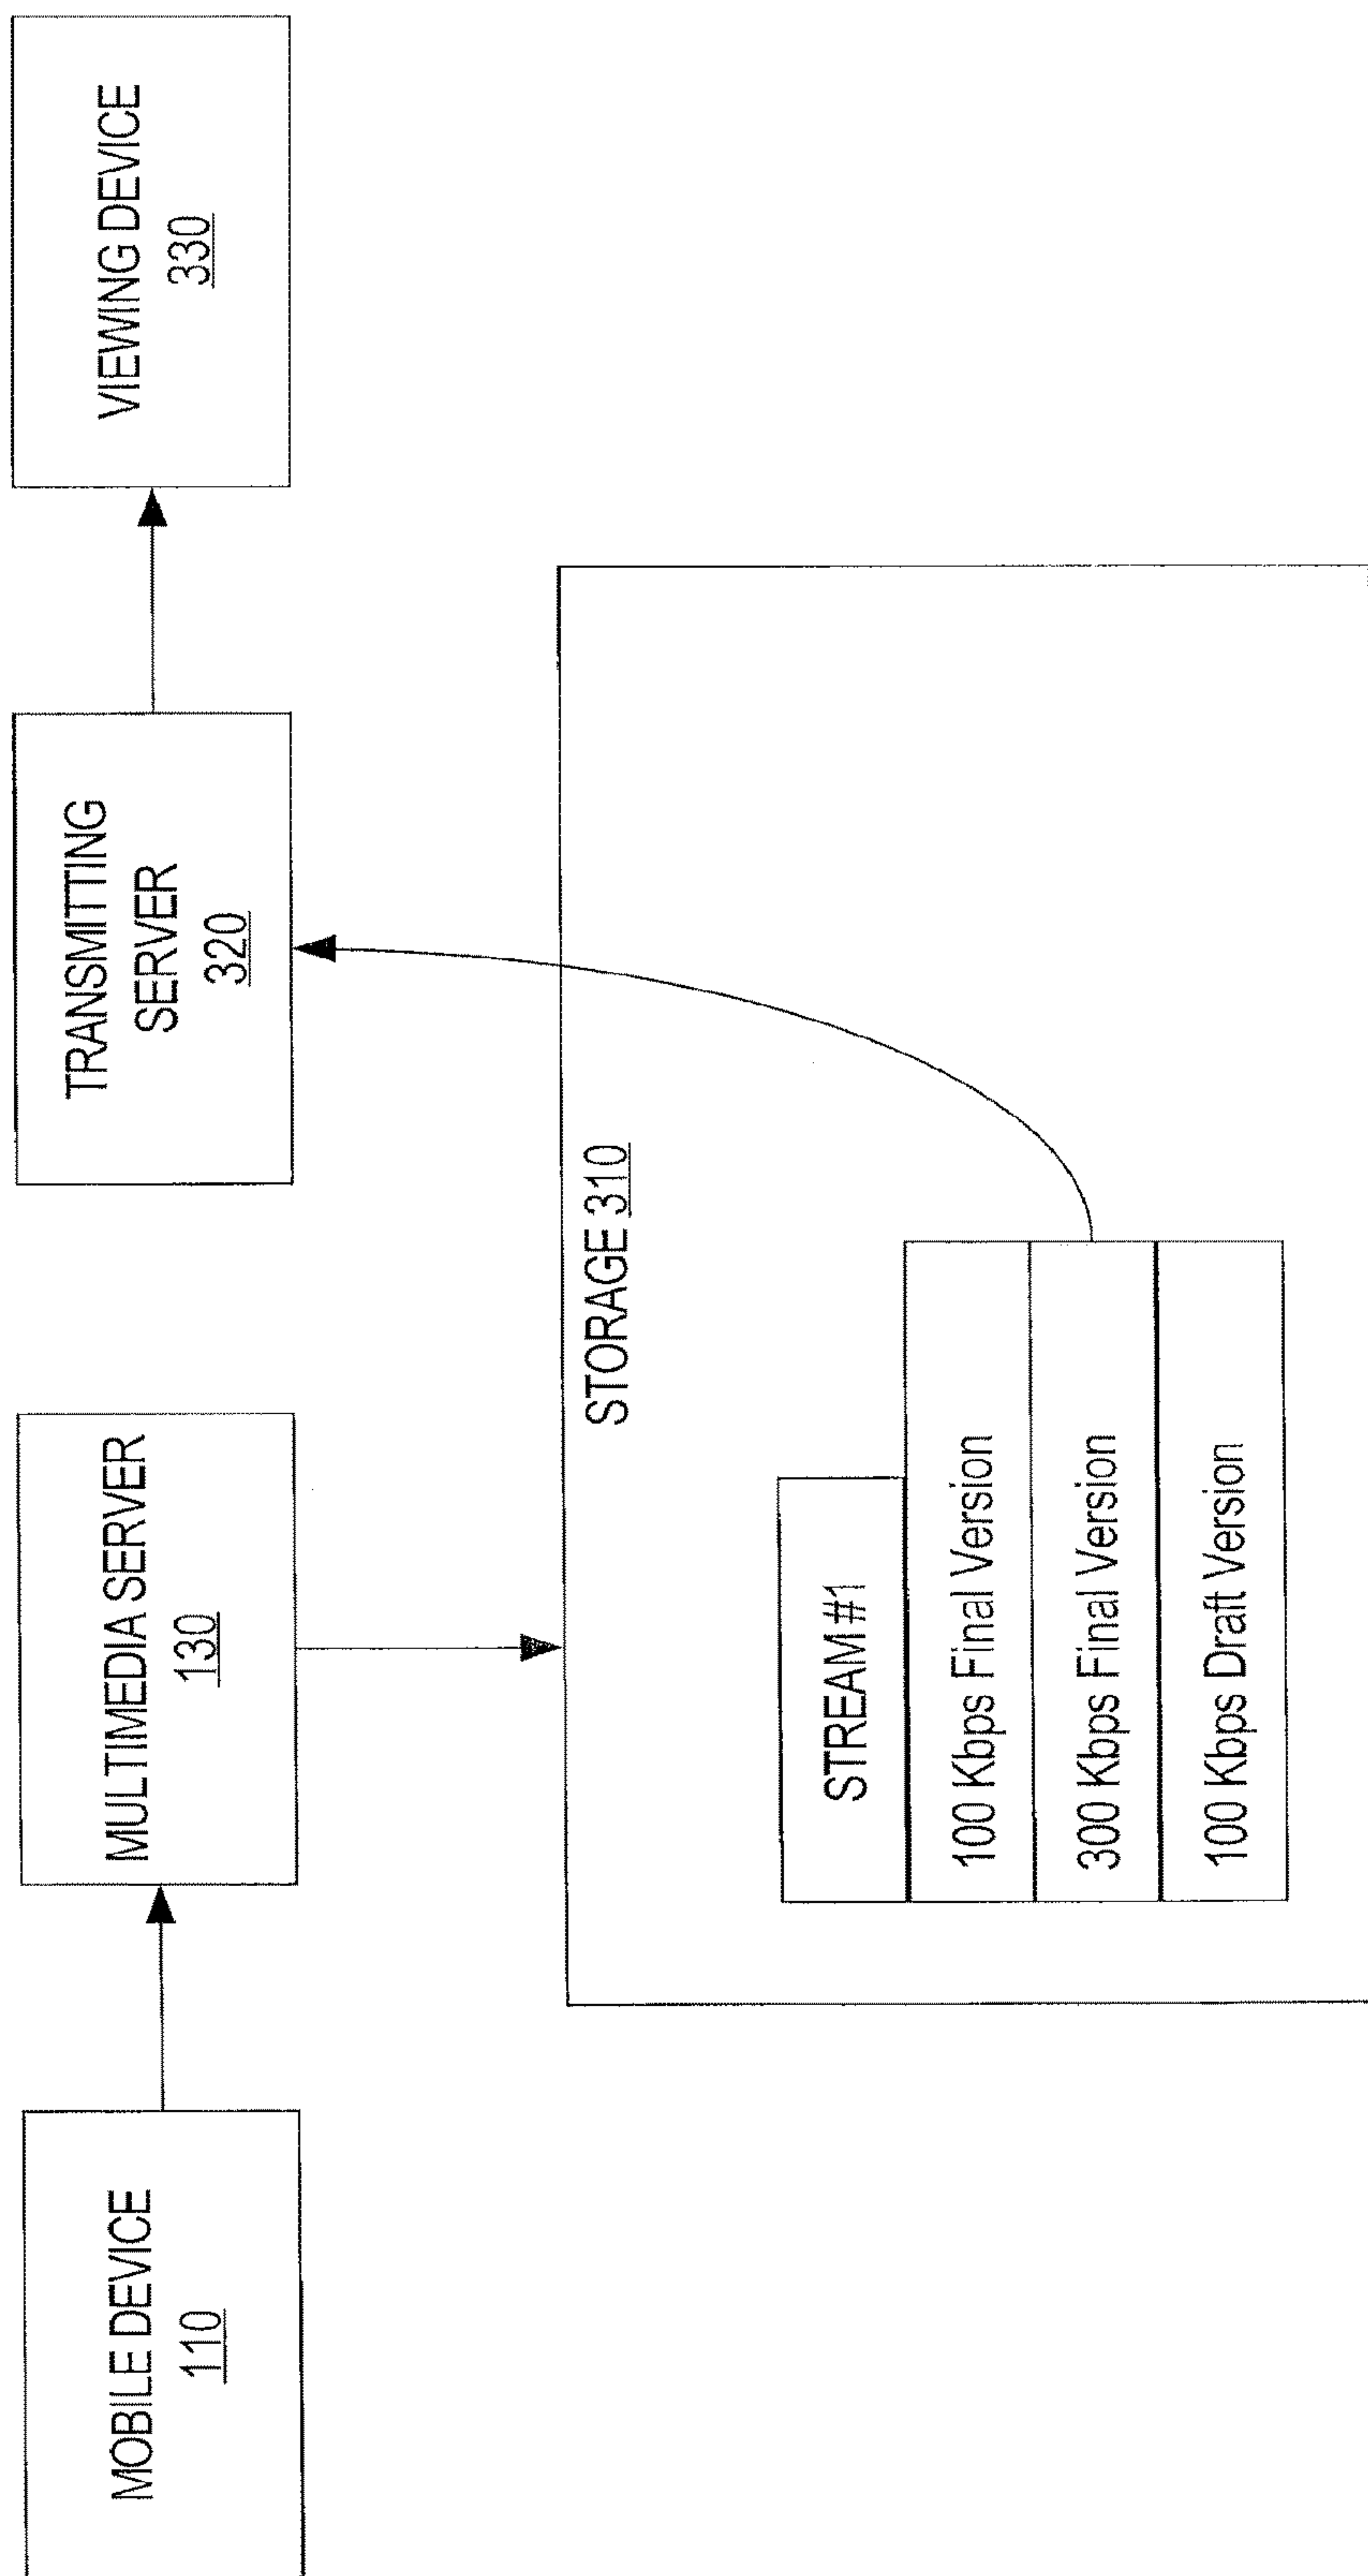 MOBILE DEVICE
110
MULTIMEDIA SERVER
130
TRANSMITTING
SERVER
320
VIEWING DEVICE
330
STORAGE 310
STREAM #1
100 Kbps Final Version
300 Kbps Final Version
100 Kbps Draft Version